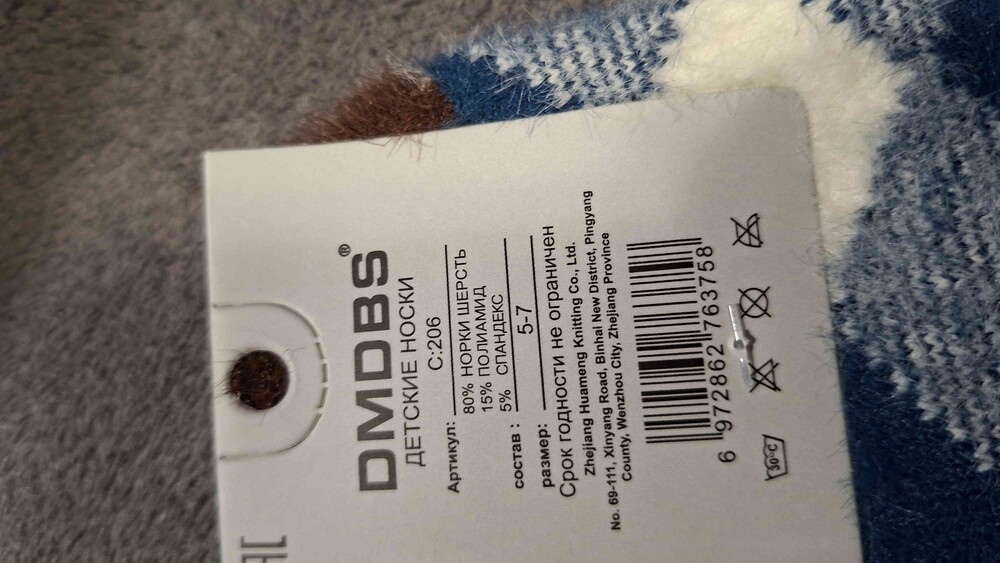 DMDBS®
ДЕТСКИЕ НОСКИ
Артикул: C:206
состав : 80% НОРКИ ШЕРСТЬ
15% ПОЛИАМИД
5% СПАНДЕКС
размер: 5-7
Срок годности не ограничен
Zhejiang Huameng Knitting Co., Ltd.
No. 69-111, Xinyang Road, Binhai New District, Pingyang
County, Wenzhou City, Zhejiang Province
6 972862 763758
30°C